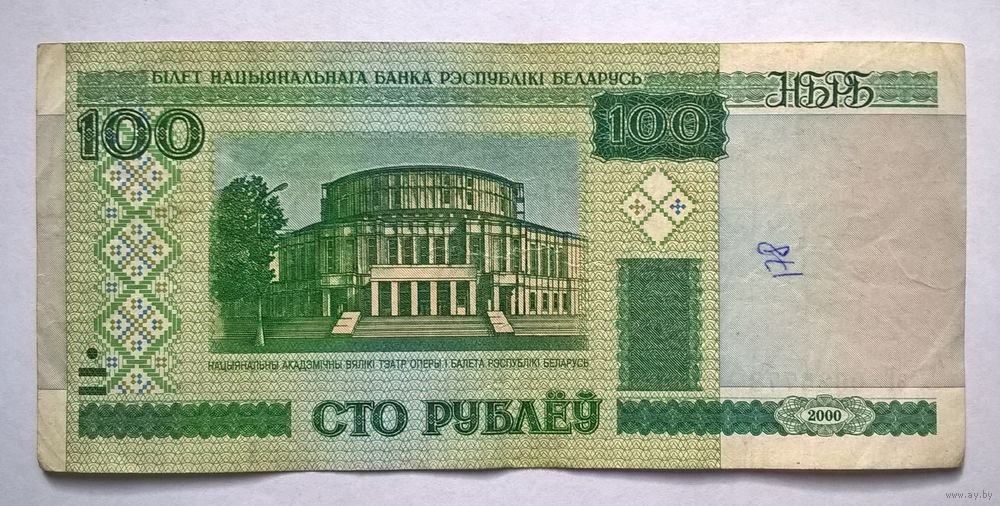 БІЛЕТ НАЦЫЯНАЛЬНАГА БАНКА РЭСПУБЛІКІ БЕЛАРУСЬ
НБРБ
100
100
178
НАЦЫЯНАЛЬНЫ АКАДЭМІЧНЫ ВЯЛІКІ ТЭАТР ОПЕРЫ І БАЛЕТА РЭСПУБЛІКІ БЕЛАРУСЬ
СТО РУБЛЁЎ
2000
www.ay.by